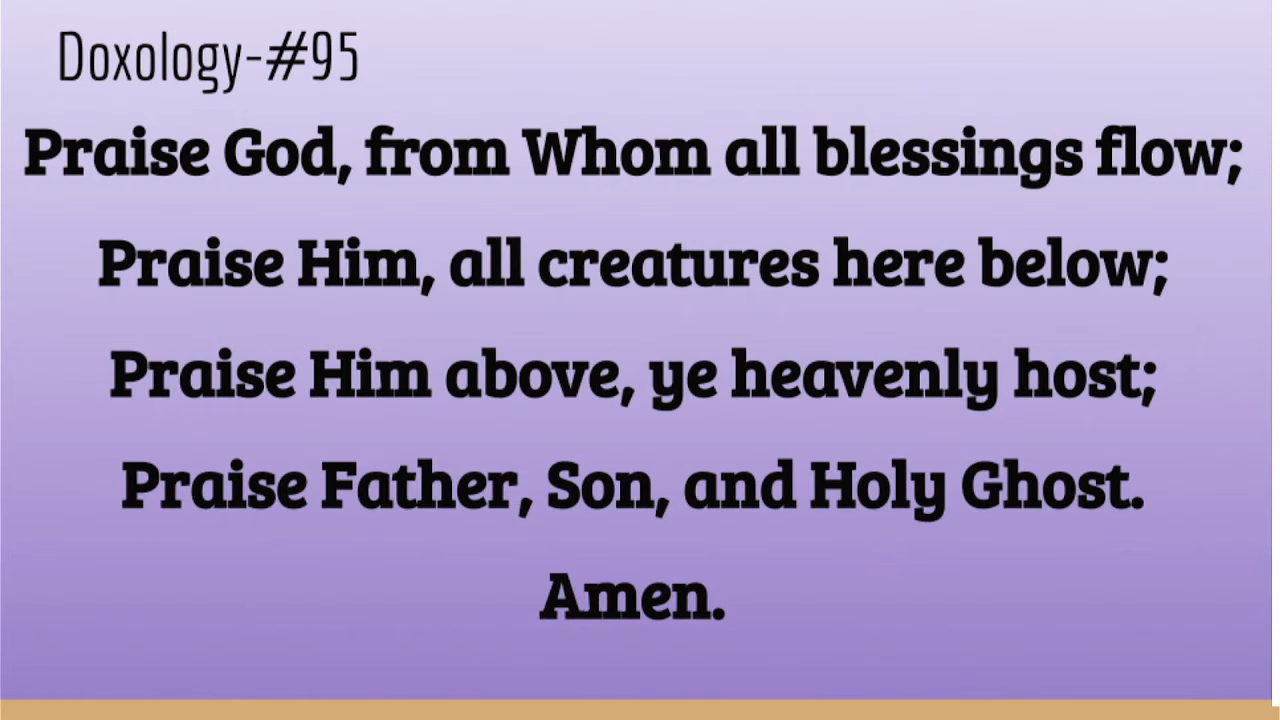 Doxology-#95
Praise God, from Whom all blessings flow;
Praise Him, all creatures here below;
Praise Him above, ye heavenly host;
Praise Father, Son, and Holy Ghost.
Amen.